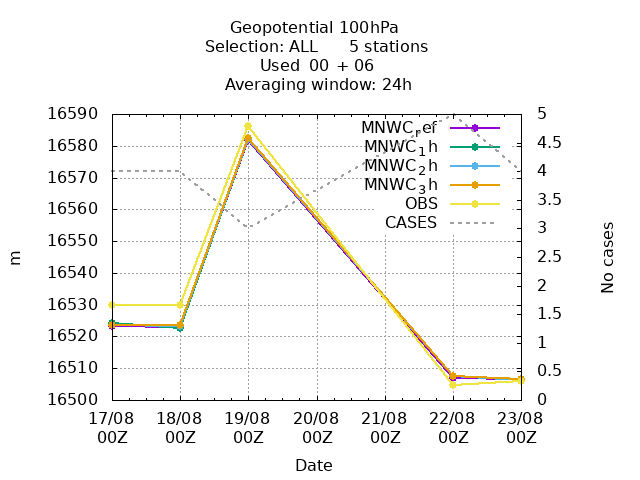 Geopotential 100hPa
Selection: ALL      5 stations
Used  00  + 06
Averaging window: 24h
16590
16580
16570
16560
16550
16540
16530
16520
16510
16500
m
MNWC_ref
MNWC_1h
MNWC_2h
MNWC_3h
OBS
CASES
5
4.5
4
3.5
3
2.5
2
1.5
1
0.5
0
No cases
17/08 18/08 19/08 20/08 21/08 22/08 23/08
00Z 00Z 00Z 00Z 00Z 00Z 00Z
Date